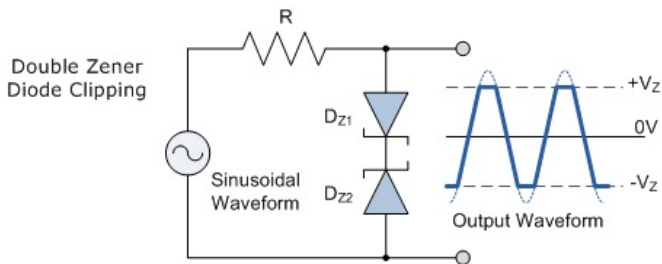 R
Double Zener
Diode Clipping
+VZ
DZ1
0V
Sinusoidal
Waveform
-VZ
DZ2
Output Waveform